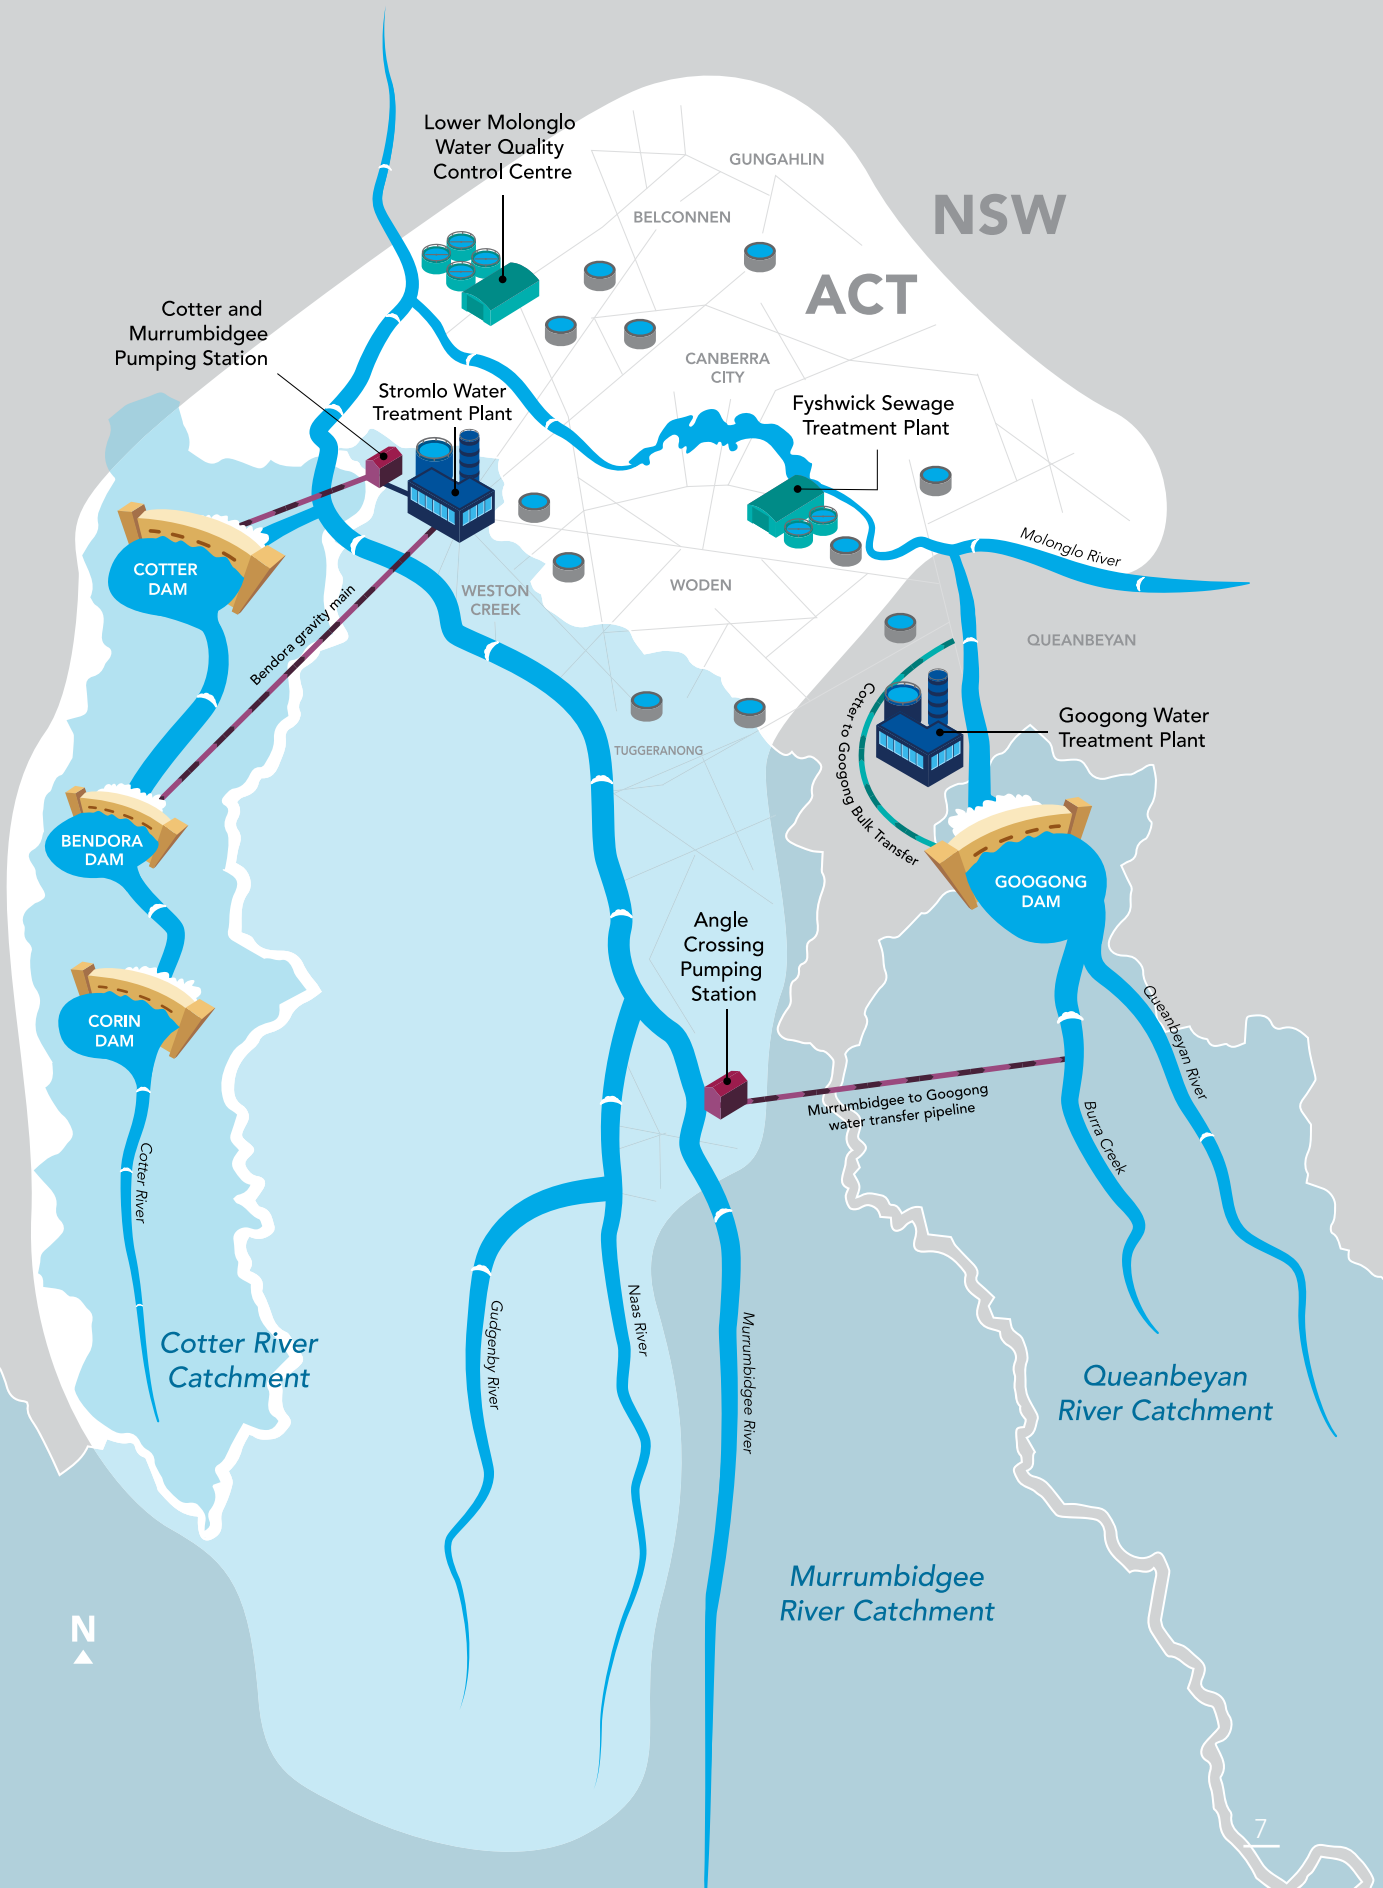 Lower Molonglo
Water Quality
Control Centre
GUNGAHLIN
BELCONNEN
NSW
ACT
Cotter and
Murrumbidgee
Pumping Station
CANBERRA
CITY
Stromlo Water
Treatment Plant
Fyshwick Sewage
Treatment Plant
Molonglo River
COTTER
DAM
WESTON
CREEK
WODEN
Bendora gravity main
QUEANBEYAN
Cotter to Googong Bulk Transfer
Googong Water
Treatment Plant
TUGGERANONG
BENDORA
DAM
GOOGONG
DAM
Angle
Crossing
Pumping
Station
CORIN
DAM
Queanbeyan River
Murrumbidgee to Googong
water transfer pipeline
Burra Creek
Cotter River
Gudgenby River
Naas River
Murrumbidgee River
Cotter River
Catchment
Queanbeyan
River Catchment
Murrumbidgee
River Catchment
N
7